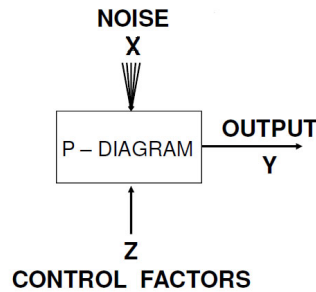 NOISE
X
P – DIAGRAM
OUTPUT
Y
Z
CONTROL FACTORS